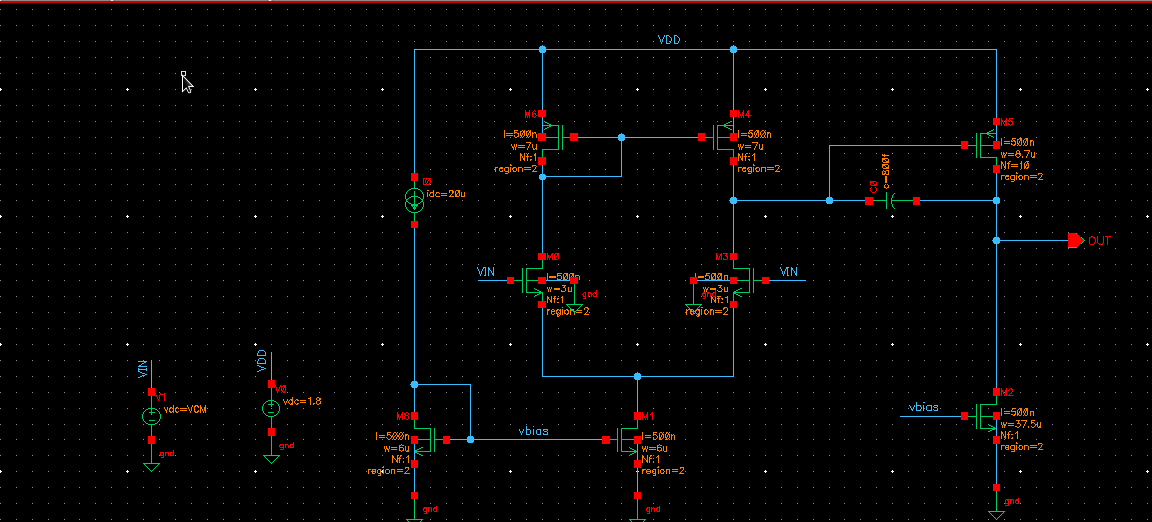 VDD
M6
l=500n
w=7u
Nf:1
region=2
M4
l=500n
w=7u
Nf:1
region=2
M5
l=500n
w=8.7u
Nf=10
region=2
I0
idc=20u
C0
c=800f
OUT
VIN
M0
l=500n
w=3u
Nf:1
region=2
gnd
M3
l=500n
w=3u
Nf:1
region=2
gnd
VIN
VIN
V1
vdc=VCM
gnd
VDD
V0
vdc=1.8
gnd
M8
l=500n
w=6u
Nf:1
region=2
gnd
vbias
M1
l=500n
w=6u
Nf:1
region=2
gnd
vbias
M2
l=500n
w=37.5u
Nf:1
region=2
gnd